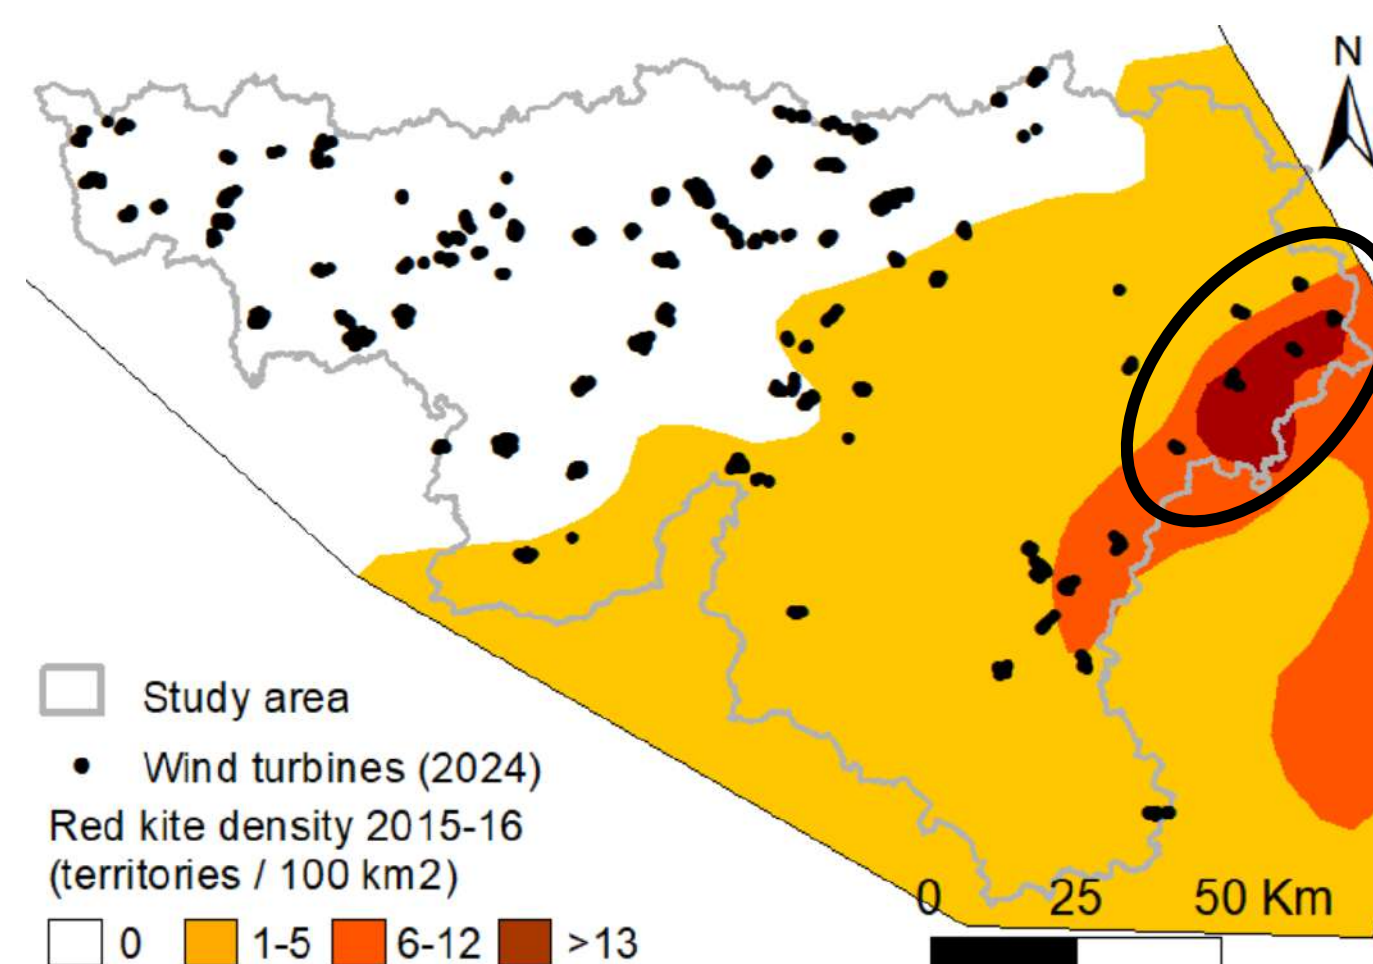 N
Study area
Wind turbines (2024)
Red kite density 2015-16
(territories / 100 km2)
0 1-5 6-12 >13
0 25 50 Km